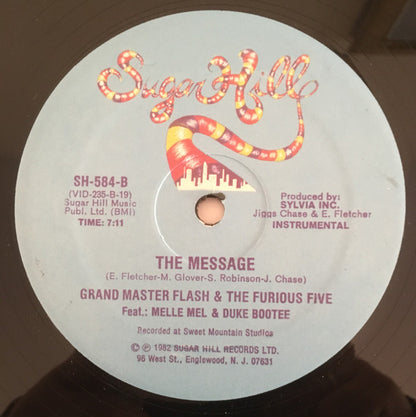 Sugar Hill
SH-584-B
(VID-235-B-19)
Sugar Hill Music
Publ. Ltd. (BMI)
TIME: 7:11
Produced by:
SYLVIA INC.
Jiggs Chase & E. Fletcher
INSTRUMENTAL
THE MESSAGE
(E. Fletcher-M. Glover-S. Robinson-J. Chase)
GRAND MASTER FLASH & THE FURIOUS FIVE
Feat.: MELLE MEL & DUKE BOOTEE
Recorded at Sweet Mountain Studios
© ℗ 1982 SUGAR HILL RECORDS LTD.
96 West St., Englewood, N. J. 07631